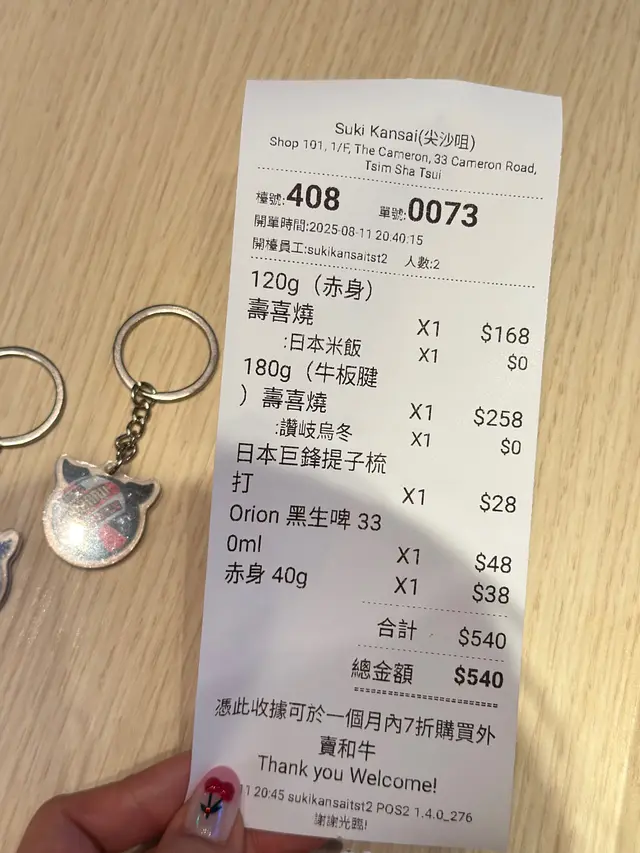 Suki Kansai(尖沙咀)
Shop 101, 1/F, The Cameron, 33 Cameron Road,
Tsim Sha Tsui
檯號:408 單號:0073
開單時間:2025-08-11 20:40:15
開檯員工:sukikansaitst2 人數:2
120g（赤身）
壽喜燒 X1 $168
:日本米飯 X1 $0
180g（牛板腱
）壽喜燒 X1 $258
:讚岐烏冬 X1 $0
日本巨鋒提子梳
打 X1 $28
Orion 黑生啤 33
0ml X1 $48
赤身 40g X1 $38
合計 $540
總金額 $540
憑此收據可於一個月內7折購買外
賣和牛
Thank you Welcome!
11 20:45 sukikansaitst2 POS2 1.4.0_276
謝謝光臨!